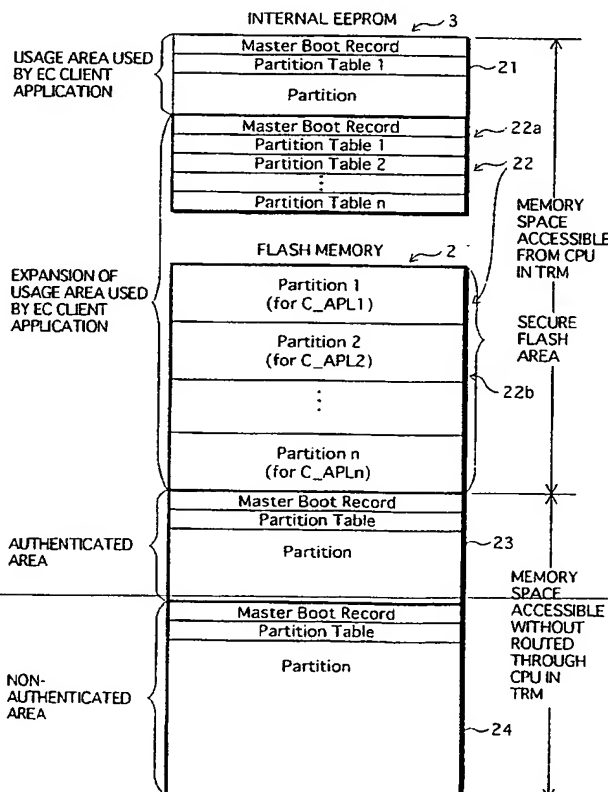 INTERNAL EEPROM
3
USAGE AREA USED
BY EC CLIENT
APPLICATION
Master Boot Record
Partition Table 1
Partition
21
Master Boot Record
Partition Table 1
Partition Table 2
⋮
Partition Table n
22a
22
MEMORY
SPACE
ACCESSIBLE
FROM CPU
IN TRM
FLASH MEMORY
2
EXPANSION OF
USAGE AREA USED
BY EC CLIENT
APPLICATION
Partition 1
(for C_APL1)
Partition 2
(for C_APL2)
⋮
Partition n
(for C_APLn)
SECURE
FLASH
AREA
22b
AUTHENTICATED
AREA
Master Boot Record
Partition Table
Partition
23
MEMORY
SPACE
ACCESSIBLE
WITHOUT
ROUTED
THROUGH
CPU IN
TRM
NON-
AUTHENTICATED
AREA
Master Boot Record
Partition Table
Partition
24